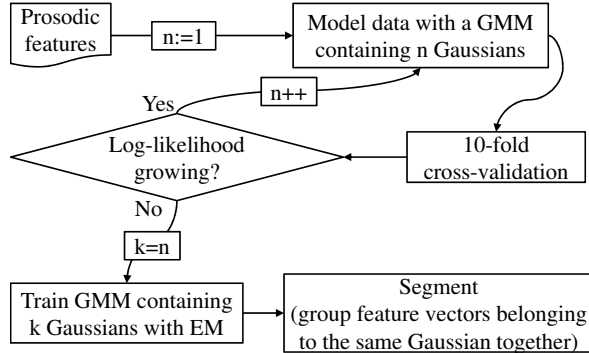 Prosodic
features
n:=1
Model data with a GMM
containing n Gaussians
n++
Yes
Log-likelihood
growing?
10-fold
cross-validation
No
k=n
Train GMM containing
k Gaussians with EM
Segment
(group feature vectors belonging
to the same Gaussian together)